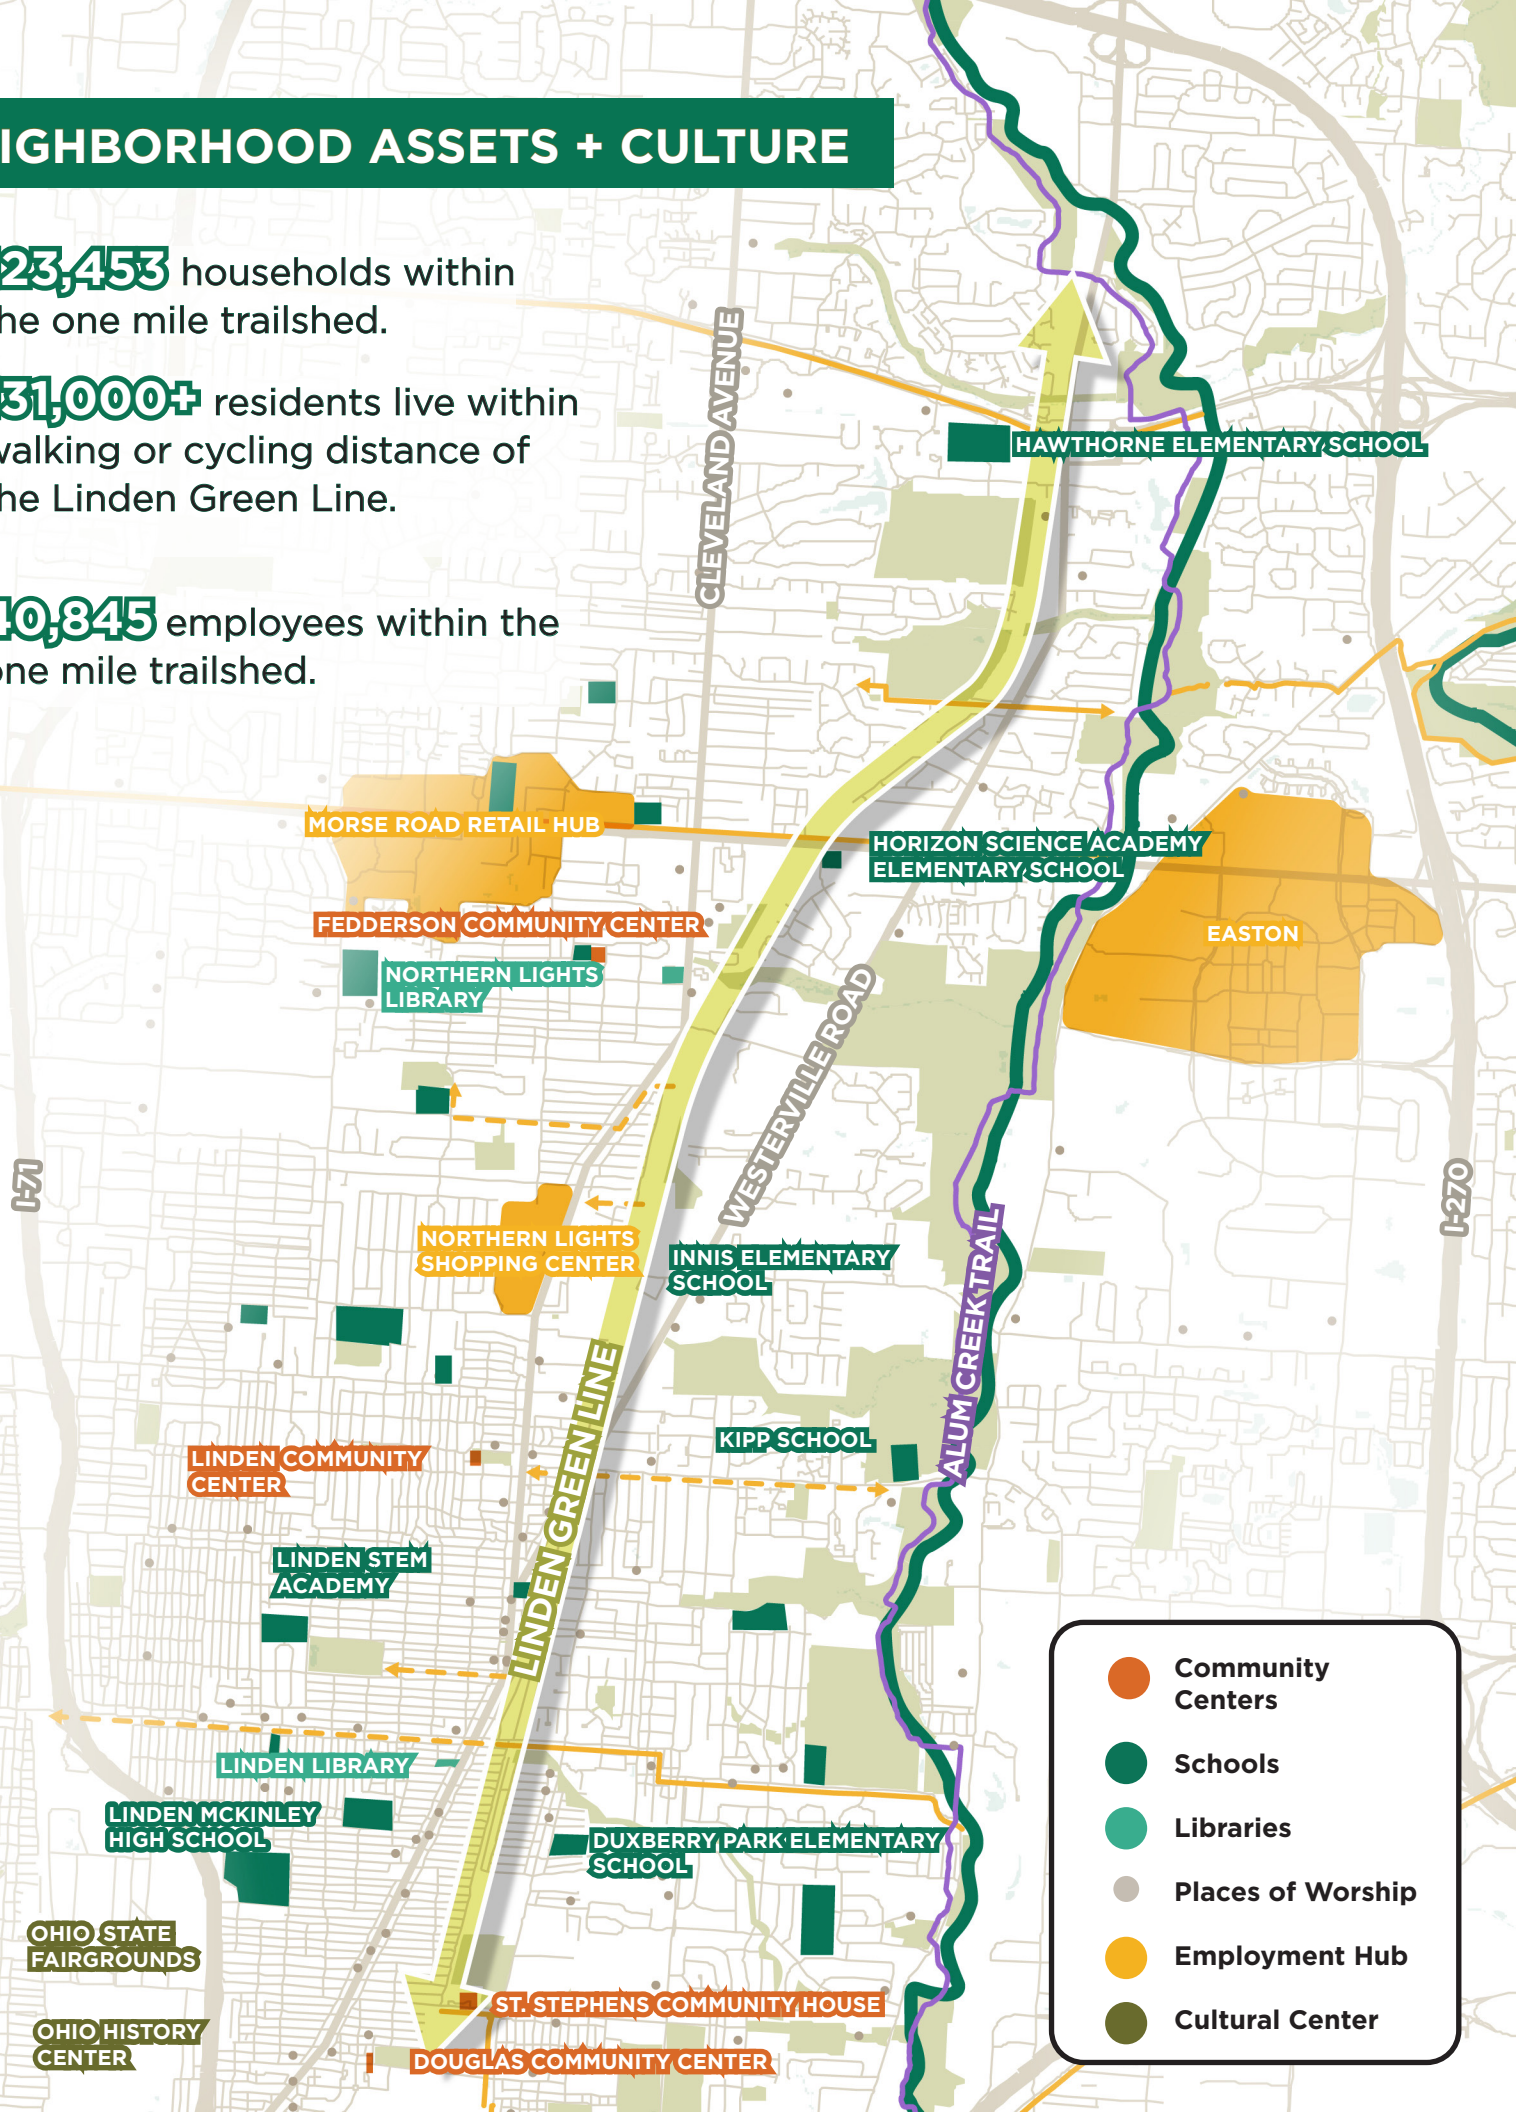 IGHBORHOOD ASSETS + CULTURE
23,453 households within
he one mile trailshed.
31,000+ residents live within
walking or cycling distance of
he Linden Green Line.
40,845 employees within the
one mile trailshed.
CLEVELAND AVENUE
HAWTHORNE ELEMENTARY SCHOOL
MORSE ROAD RETAIL HUB
HORIZON SCIENCE ACADEMY
ELEMENTARY SCHOOL
FEDDERSON COMMUNITY CENTER
EASTON
NORTHERN LIGHTS
LIBRARY
WESTERVILLE ROAD
I-71
I-270
NORTHERN LIGHTS
SHOPPING CENTER
INNIS ELEMENTARY
SCHOOL
ALUM CREEK TRAIL
LINDEN GREEN LINE
KIPP SCHOOL
LINDEN COMMUNITY
CENTER
LINDEN STEM
ACADEMY
LINDEN LIBRARY
LINDEN MCKINLEY
HIGH SCHOOL
DUXBERRY PARK ELEMENTARY
SCHOOL
OHIO STATE
FAIRGROUNDS
ST. STEPHENS COMMUNITY HOUSE
OHIO HISTORY
CENTER
DOUGLAS COMMUNITY CENTER
Community
Centers
Schools
Libraries
Places of Worship
Employment Hub
Cultural Center